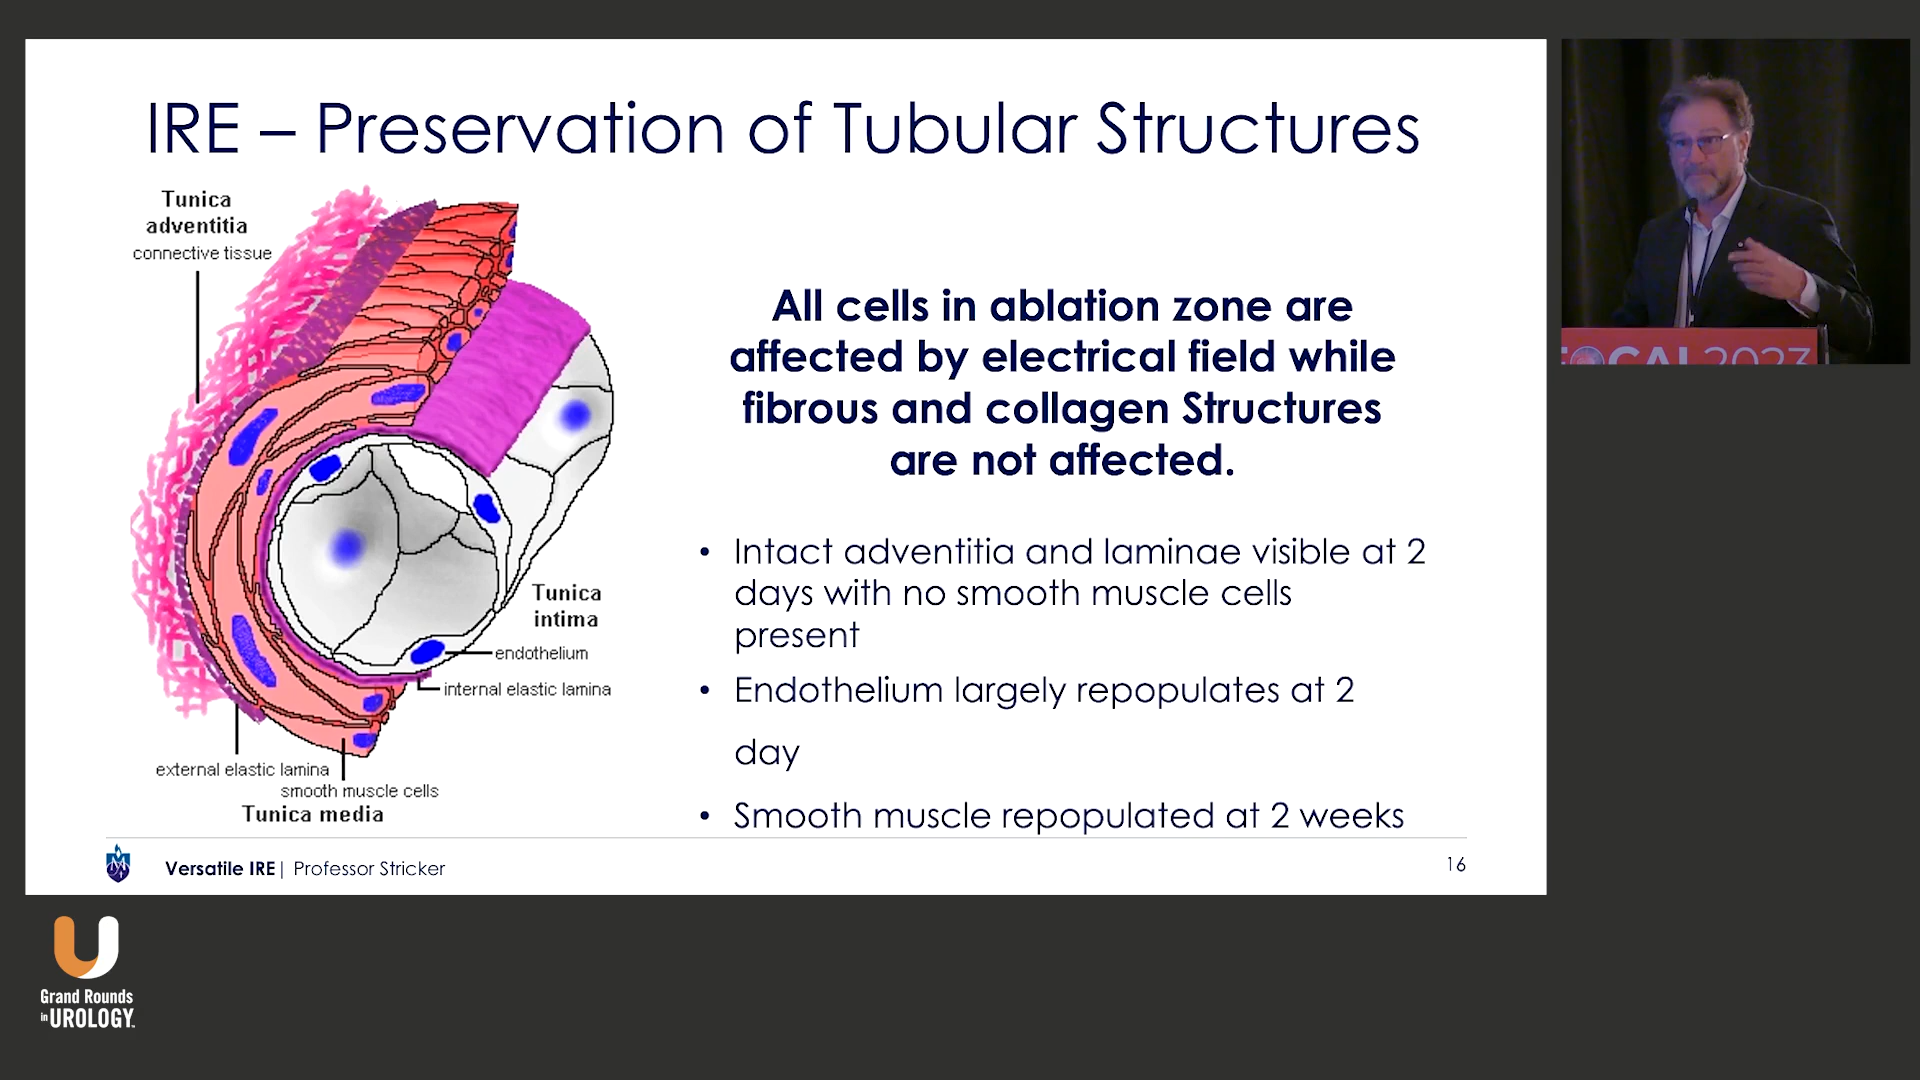 IRE – Preservation of Tubular Structures
Tunica
adventitia
connective tissue
All cells in ablation zone are
affected by electrical field while
fibrous and collagen Structures
are not affected.
• Intact adventitia and laminae visible at 2
days with no smooth muscle cells
present
• Endothelium largely repopulates at 2
day
• Smooth muscle repopulated at 2 weeks
Tunica
intima
endothelium
internal elastic lamina
external elastic lamina
smooth muscle cells
Tunica media
Versatile IRE | Professor Stricker
16
FOCAL 2023
Grand Rounds
in UROLOGY